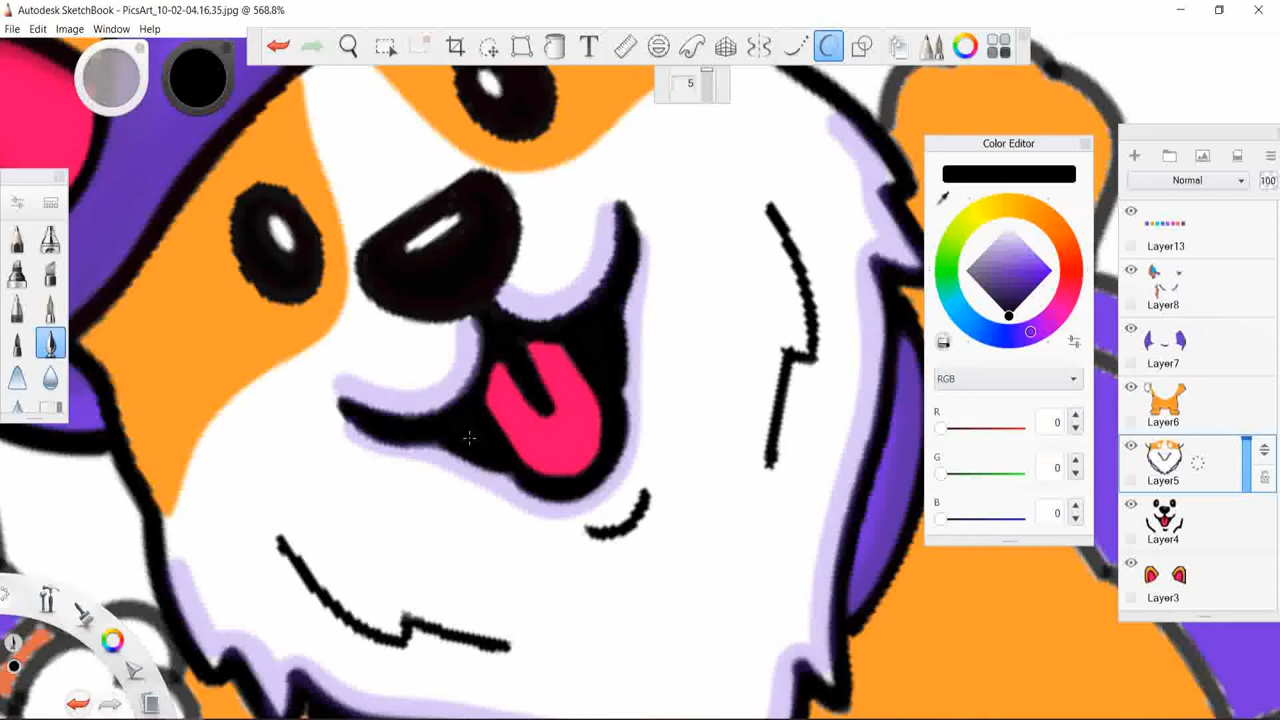 Autodesk SketchBook - PicsArt_10-02-04.16.35.jpg @ 568.8%
File Edit Image Window Help
T
5
Color Editor
Normal 100
Layer13
Layer8
Layer7
RGB
Layer6
R 0
G 0
Layer5
B 0
Layer4
Layer3